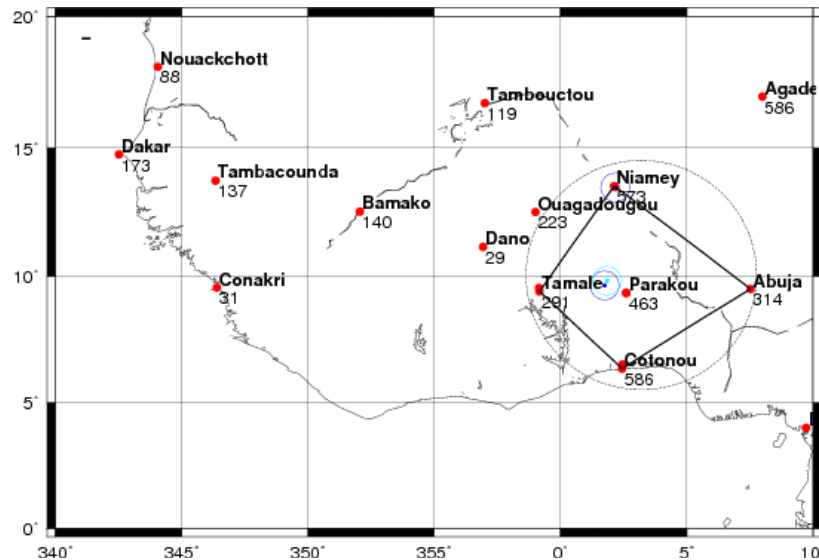 20°
Nouackchott
88
Tambouctou
119
Agade
586
15°
Dakar
173
Tambacounda
137
Niamey
573
Bamako
140
Ouagadougou
223
Dano
29
10°
Conakri
31
Tamale
291
Parakou
463
Abuja
314
Cotonou
586
5°
0°
340°
345°
350°
355°
0°
5°
10